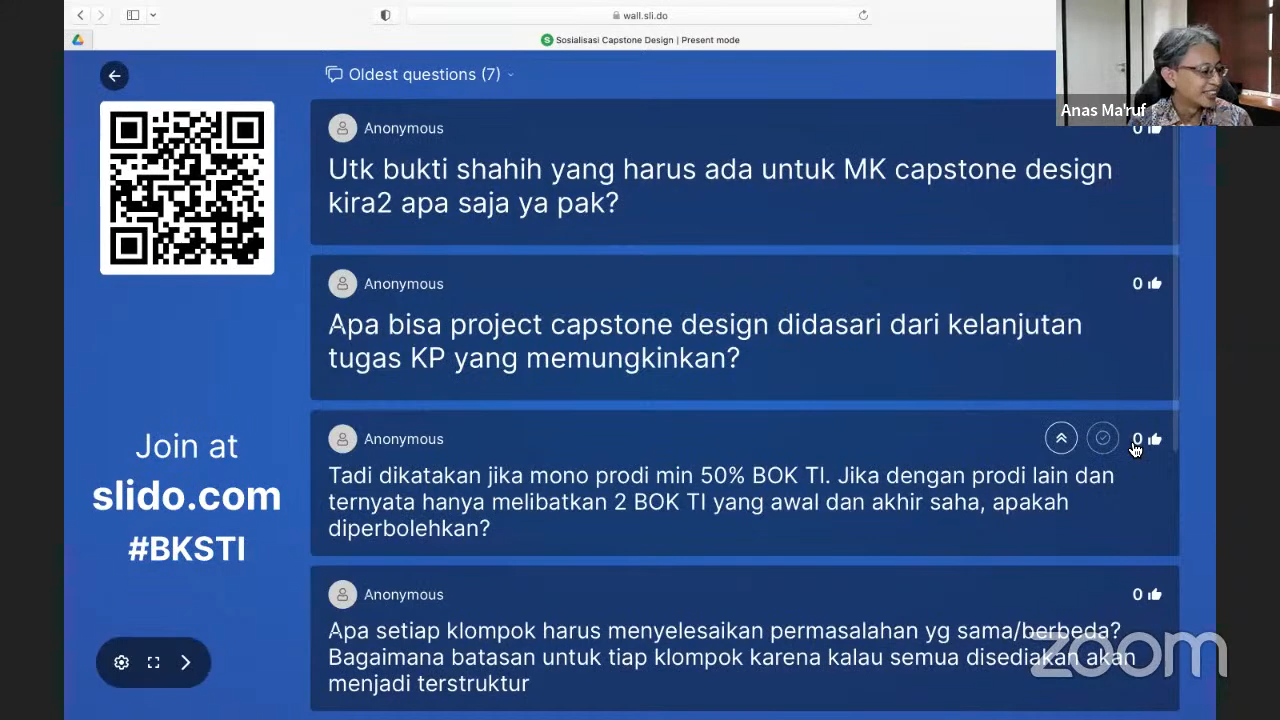 wall.sli.do
Sosialisasi Capstone Design | Present mode
Anas Ma'ruf
Oldest questions (7)
Anonymous
0
Utk bukti shahih yang harus ada untuk MK capstone design
kira2 apa saja ya pak?
Anonymous
0
Apa bisa project capstone design didasari dari kelanjutan
tugas KP yang memungkinkan?
Anonymous
0
Tadi dikatakan jika mono prodi min 50% BOK TI. Jika dengan prodi lain dan
ternyata hanya melibatkan 2 BOK TI yang awal dan akhir saha, apakah
diperbolehkan?
Anonymous
0
Apa setiap klompok harus menyelesaikan permasalahan yg sama/berbeda?
Bagaimana batasan untuk tiap klompok karena kalau semua disediakan akan
menjadi terstruktur
Join at
slido.com
#BKSTI
zoom